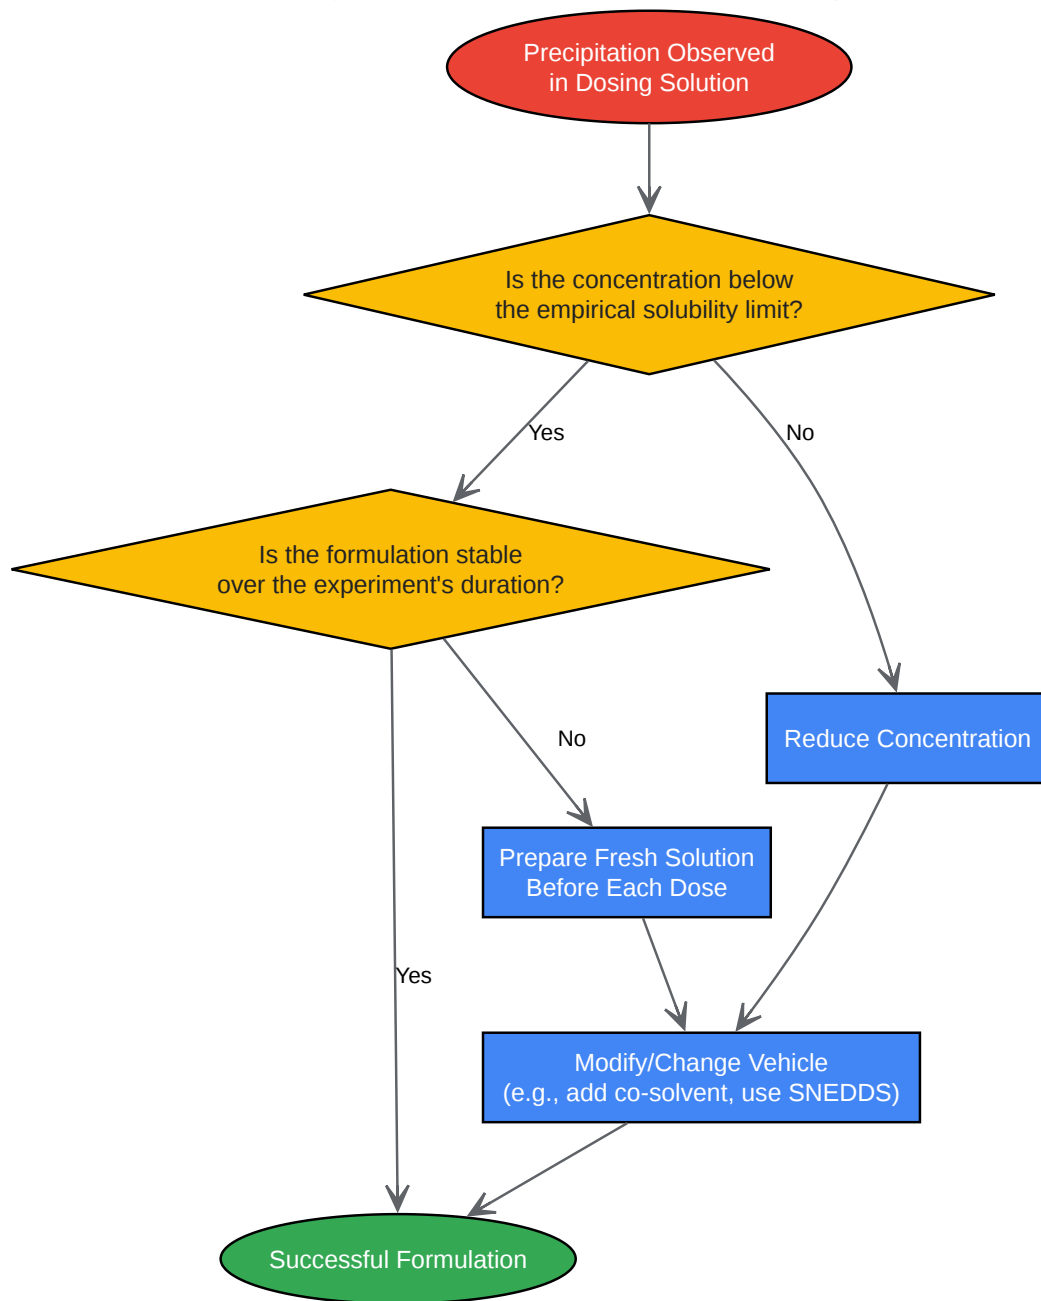 Precipitation Observed
in Dosing Solution
Is the concentration below
the empirical solubility limit?
Yes
No
Is the formulation stable
over the experiment's duration?
No
Reduce Concentration
Prepare Fresh Solution
Before Each Dose
Yes
Modify/Change Vehicle
(e.g., add co-solvent, use SNEDDS)
Successful Formulation